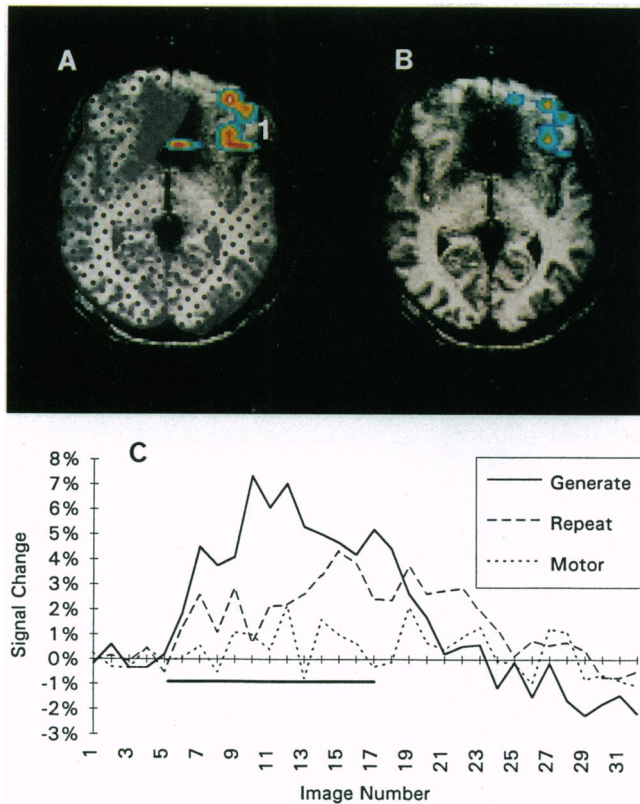 A
B
1
C
8%
7%
6%
5%
4%
3%
2%
1%
0%
-1%
-2%
-3%
Signal Change
Generate
Repeat
Motor
1 3 5 7 9 11 13 15 17 19 21 23 25 27 29 31
Image Number